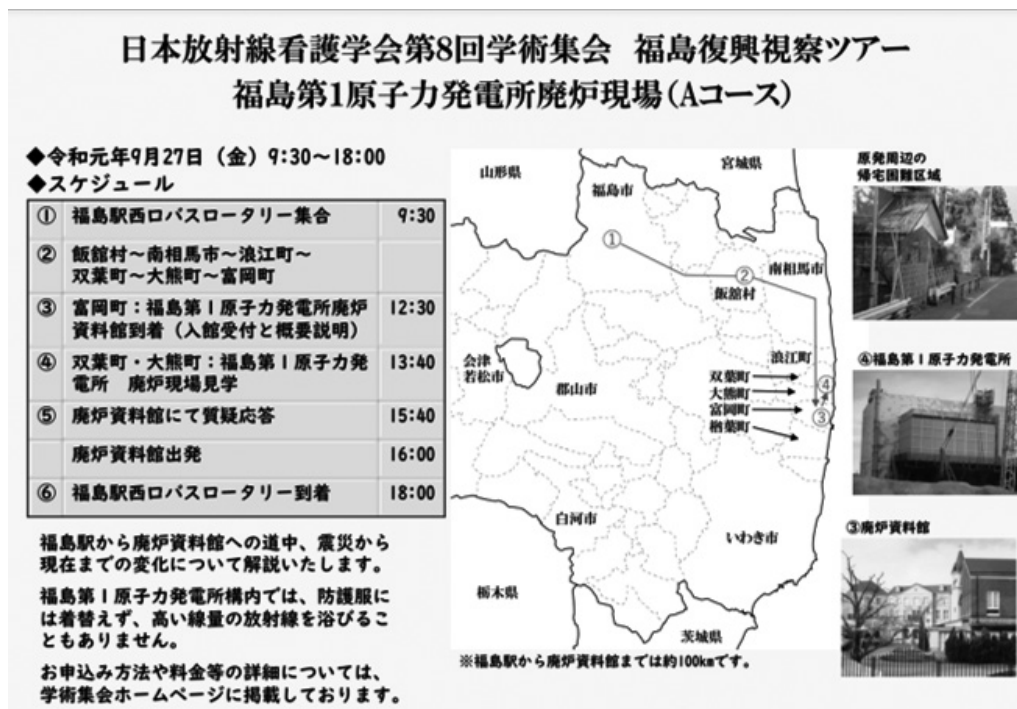 日本放射線看護学会第8回学術集会　福島復興視察ツアー
福島第1原子力発電所廃炉現場(Aコース)
◆令和元年9月27日（金）9:30～18:00
◆スケジュール
① 福島駅西口バスロータリー集合 9:30
② 飯舘村～南相馬市～浪江町～
双葉町～大熊町～富岡町
③ 富岡町：福島第1原子力発電所廃炉 12:30
資料館到着（入館受付と概要説明）
④ 双葉町・大熊町：福島第1原子力発 13:40
電所　廃炉現場見学
⑤ 廃炉資料館にて質疑応答 15:40
廃炉資料館出発 16:00
⑥ 福島駅西口バスロータリー到着 18:00
福島駅から廃炉資料館への道中、震災から
現在までの変化について解説いたします。
福島第1原子力発電所構内では、防護服に
は着替えず、高い線量の放射線を浴びるこ
ともありません。
お申込み方法や料金等の詳細については、
学術集会ホームページに掲載しております。
山形県
宮城県
福島市
①
②
南相馬市
飯舘村
会津
若松市
郡山市
浪江町
双葉町
大熊町
富岡町
楢葉町
④
③
白河市
いわき市
栃木県
茨城県
※福島駅から廃炉資料館までは約100kmです。
原発周辺の
帰宅困難区域
④福島第1原子力発電所
③廃炉資料館